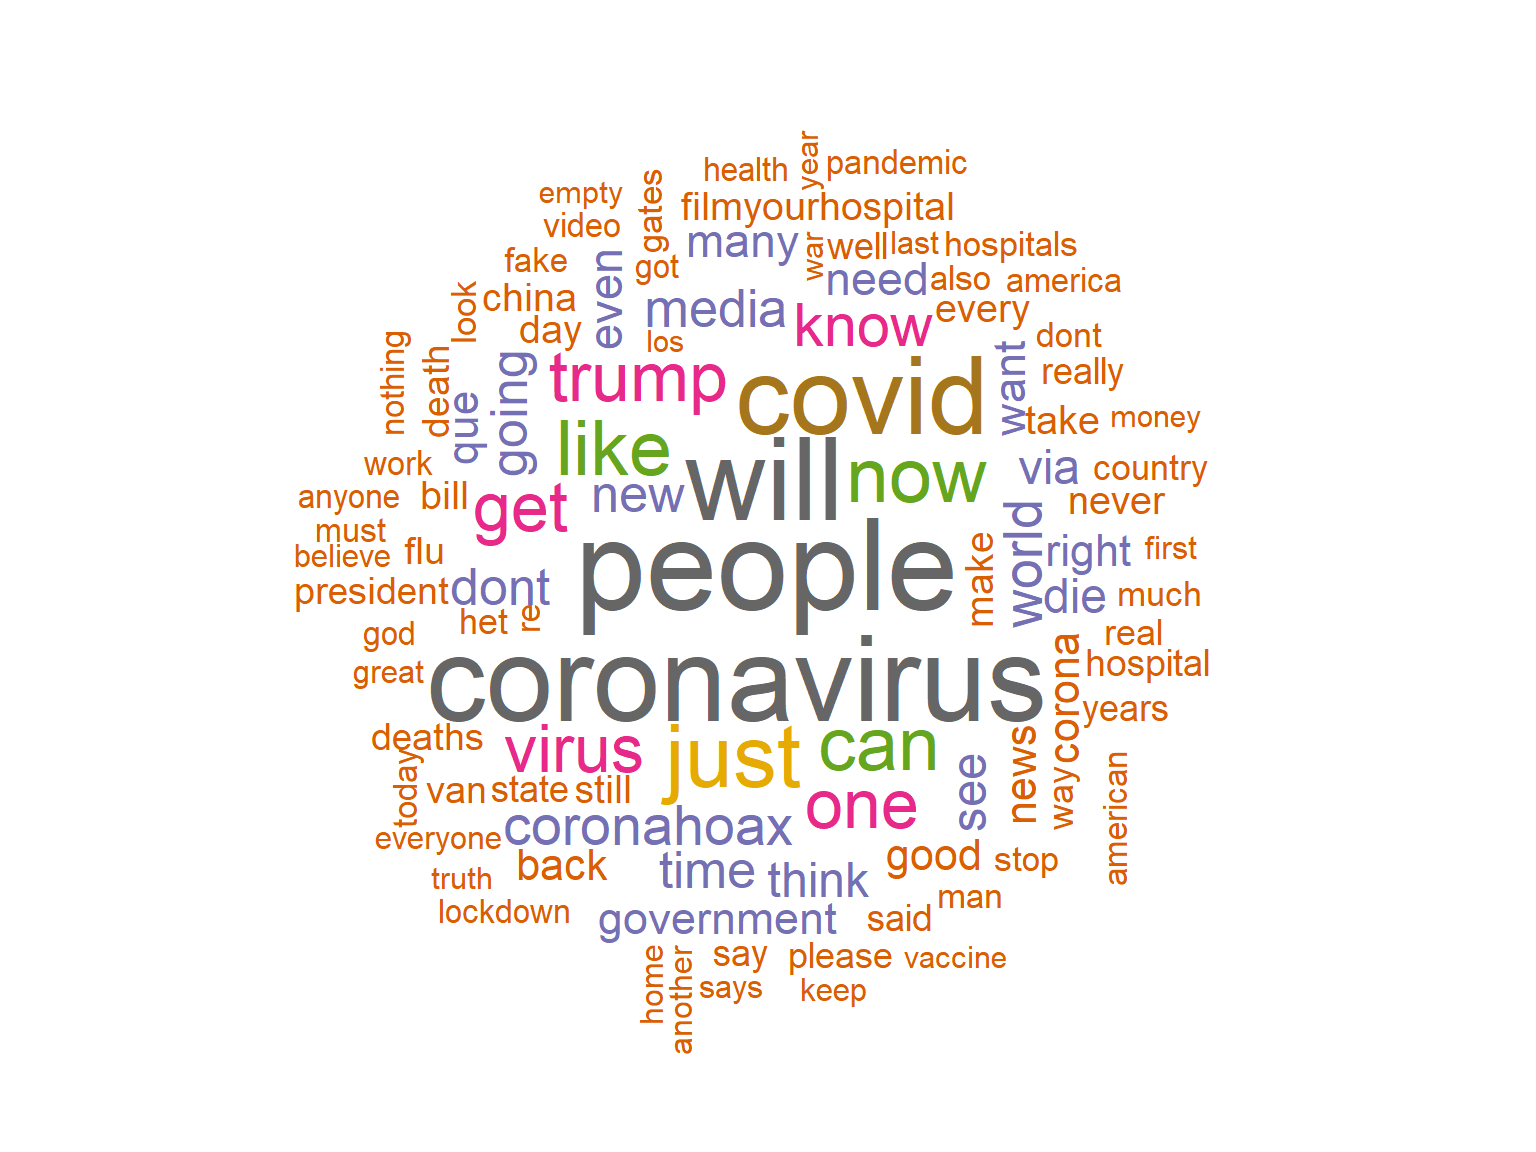 year
health
pandemic
empty
gates
filmyourhospital
video
many
war
well
last
hospitals
fake
got
even
need
also
america
look
china
media
know
every
day
los
dont
nothing
death
going
trump
covid
want
really
que
like
take
money
work
will
now
via
country
anyone
bill
get
new
never
must
people
world
believe
flu
make
right
first
president
dont
die
much
het
re
god
real
great
coronavirus
corona
hospital
years
deaths
virus
just
can
today
van
state
still
one
see
news
way
american
everyone
coronahoax
back
time
think
good
stop
truth
man
lockdown
government
said
home
another
say
please
vaccine
says
keep